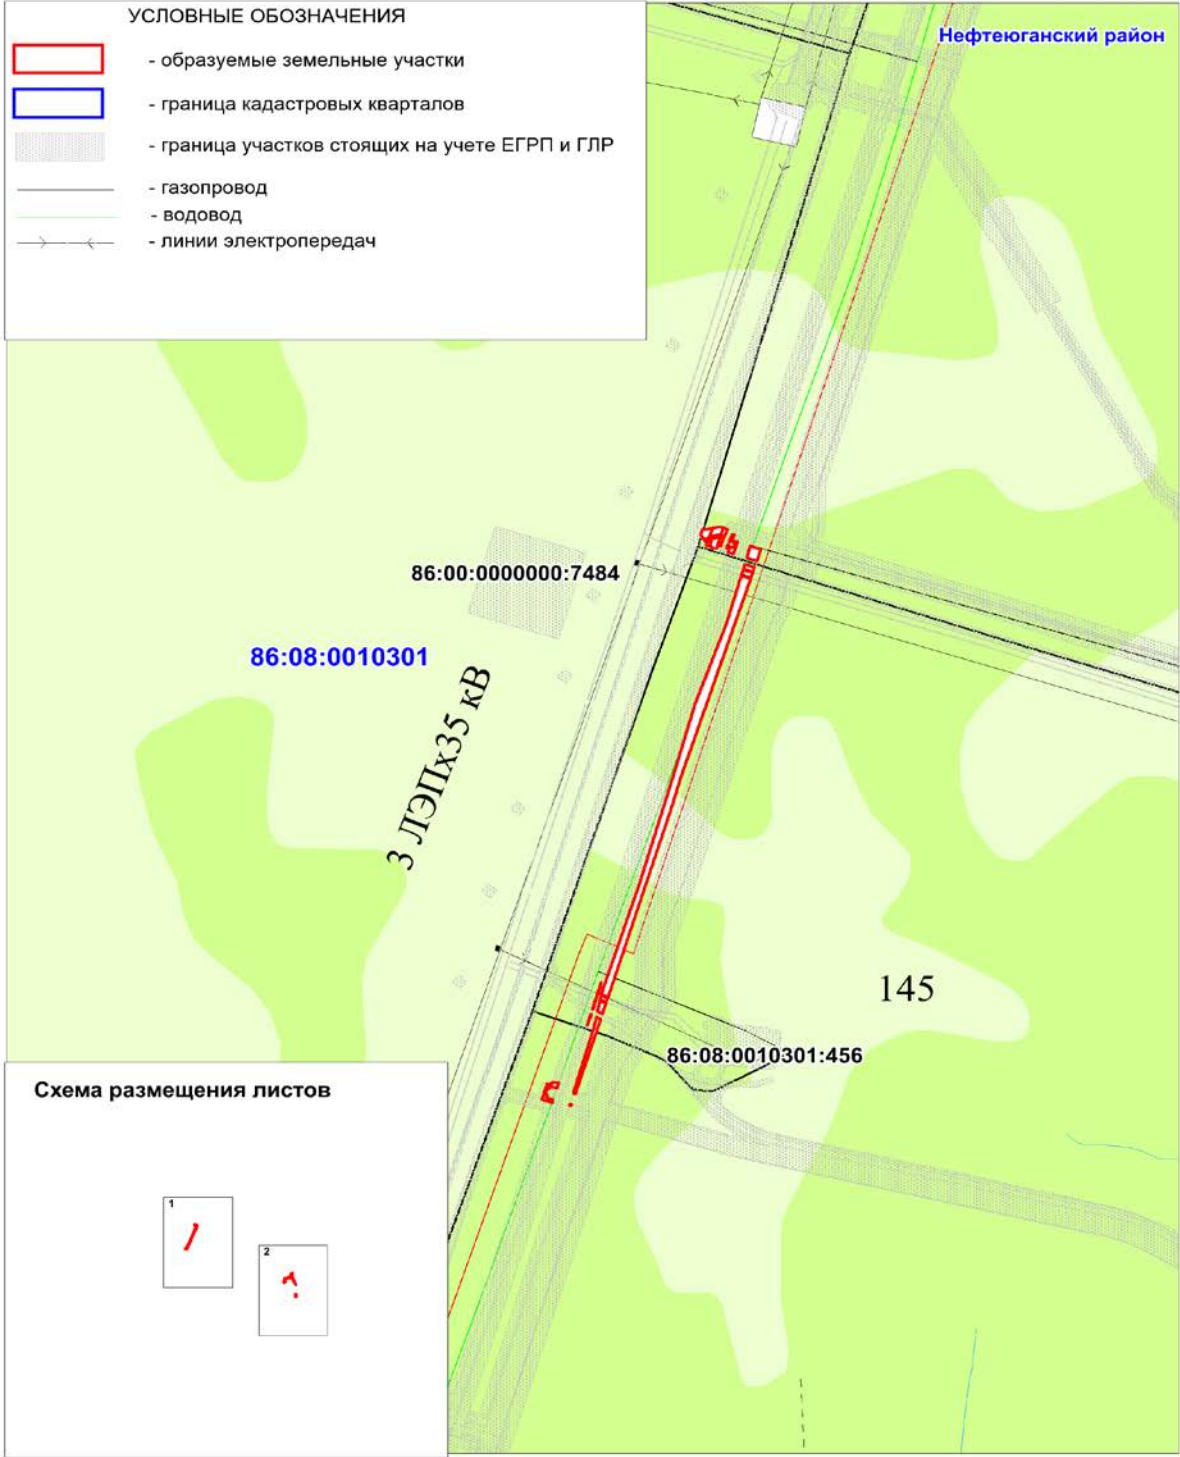 УСЛОВНЫЕ ОБОЗНАЧЕНИЯ
- образуемые земельные участки
- граница кадастровых кварталов
- граница участков стоящих на учете ЕГРП и ГЛР
- газопровод
- водовод
- линии электропередач
Нефтеюганский район
86:00:0000000:7484
86:08:0010301
3 ЛЭПх35 кВ
145
86:08:0010301:456
Схема размещения листов
1
2